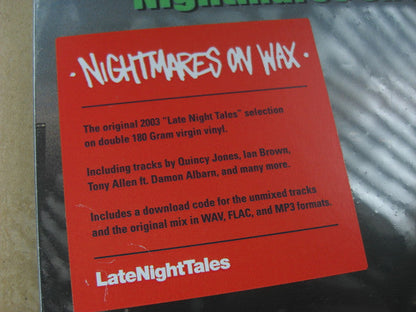 Nightmares on
· NIGHTMARES ON WAX ·
The original 2003 "Late Night Tales" selection
on double 180 Gram virgin vinyl.
Including tracks by Quincy Jones, Ian Brown,
Tony Allen ft. Damon Albarn, and many more.
Includes a download code for the unmixed tracks
and the original mix in WAV, FLAC, and MP3 formats.
LateNightTales